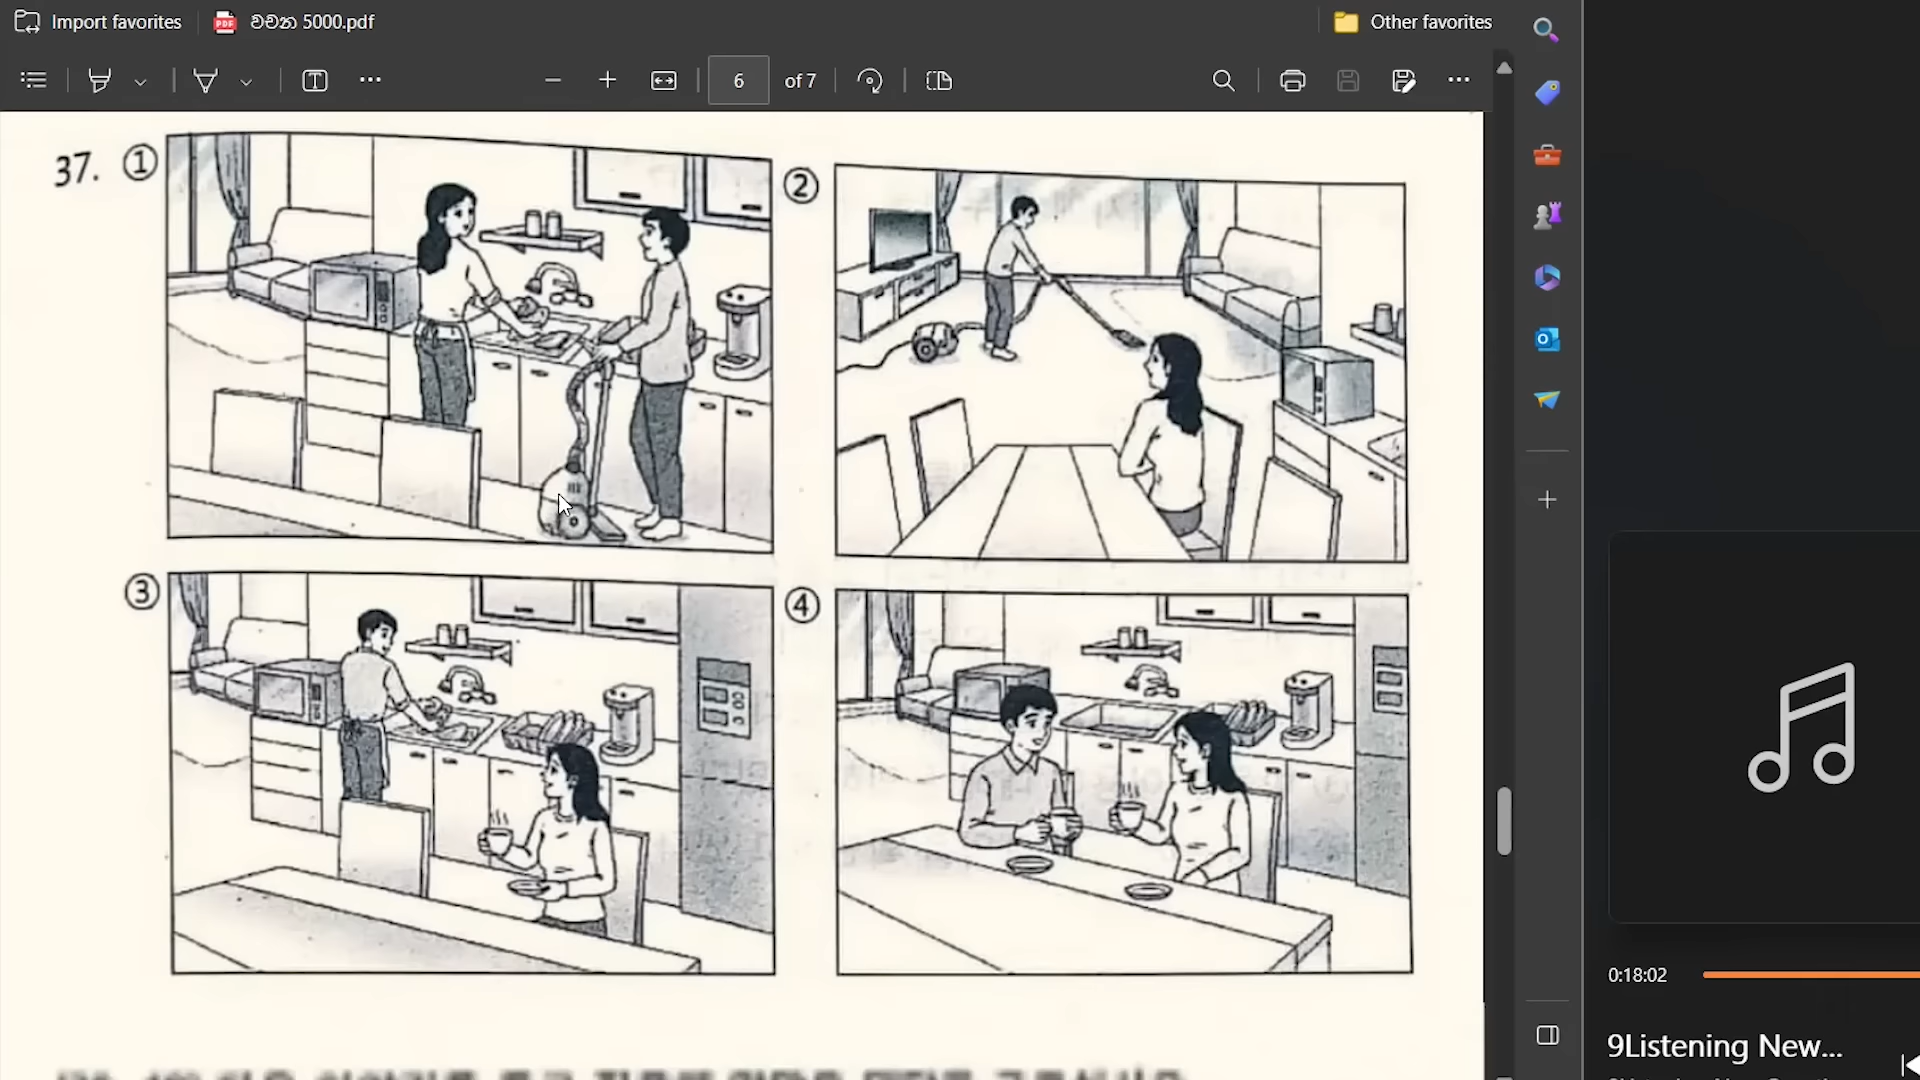 Import favorites
වචන 5000.pdf
Other favorites
6 of 7
37. ①
②
③
④
0:18:02
9Listening New...